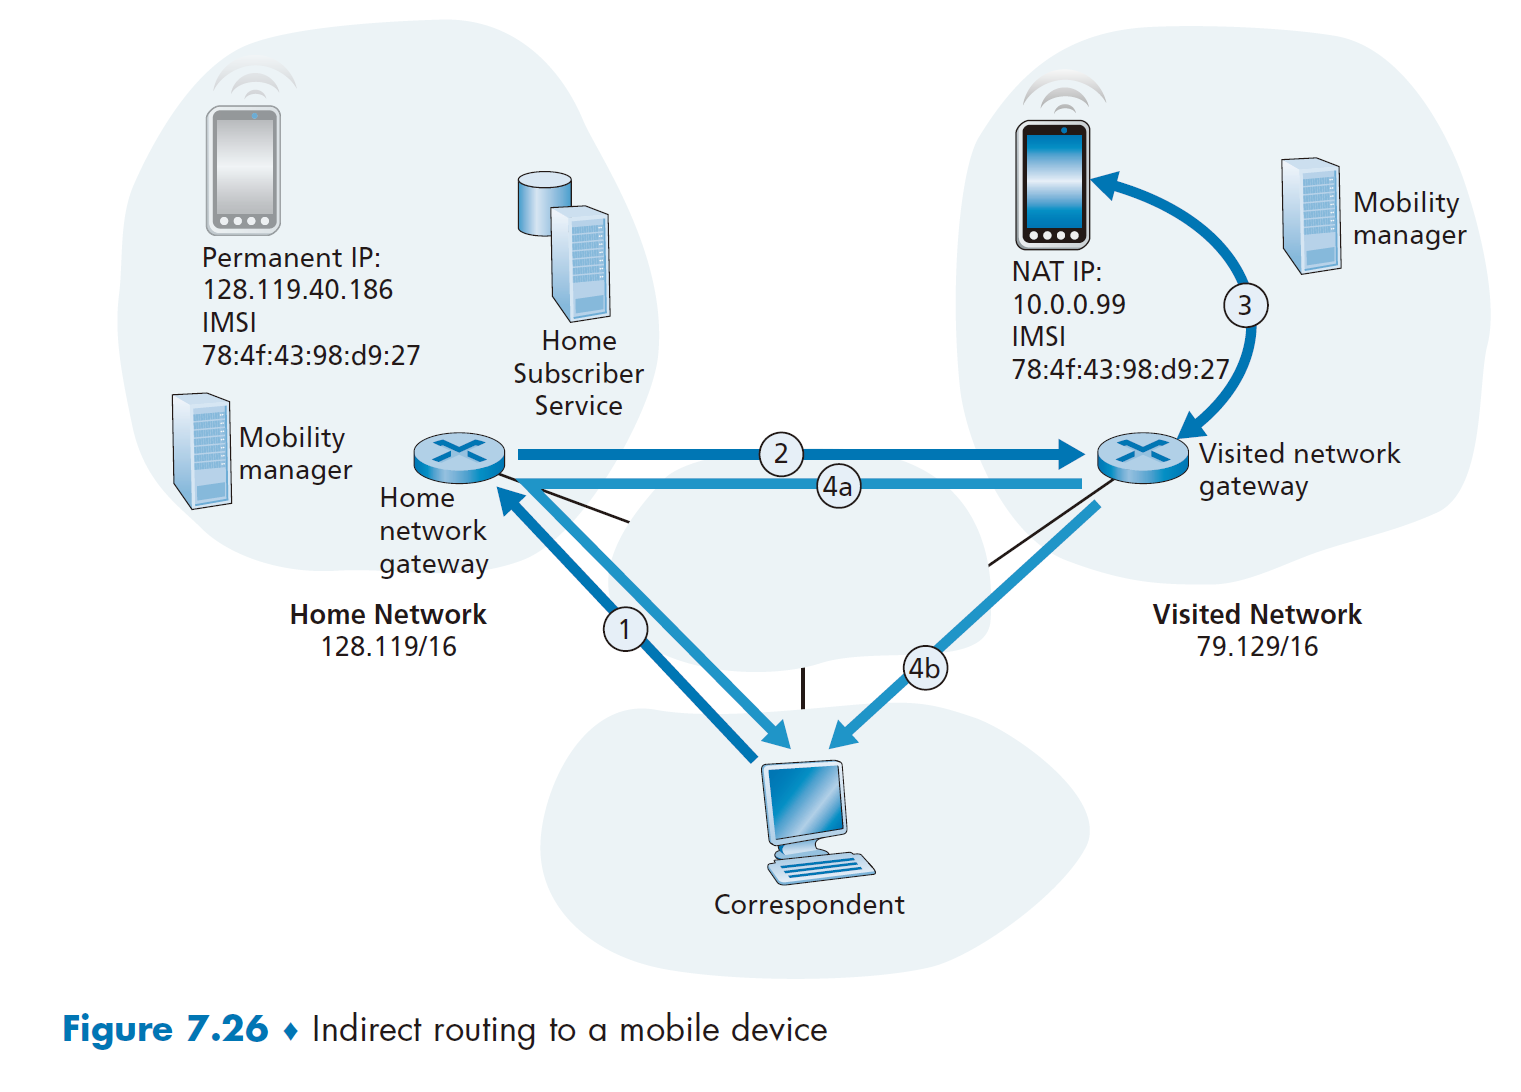 Permanent IP:
128.119.40.186
IMSI
78:4f:43:98:d9:27
Home
Subscriber
Service
Mobility
manager
Home
network
gateway
Home Network
128.119/16
NAT IP:
10.0.0.99
IMSI
78:4f:43:98:d9:27
Mobility
manager
3
Visited network
gateway
Visited Network
79.129/16
2
4a
1
4b
Correspondent
Figure 7.26 ♦ Indirect routing to a mobile device